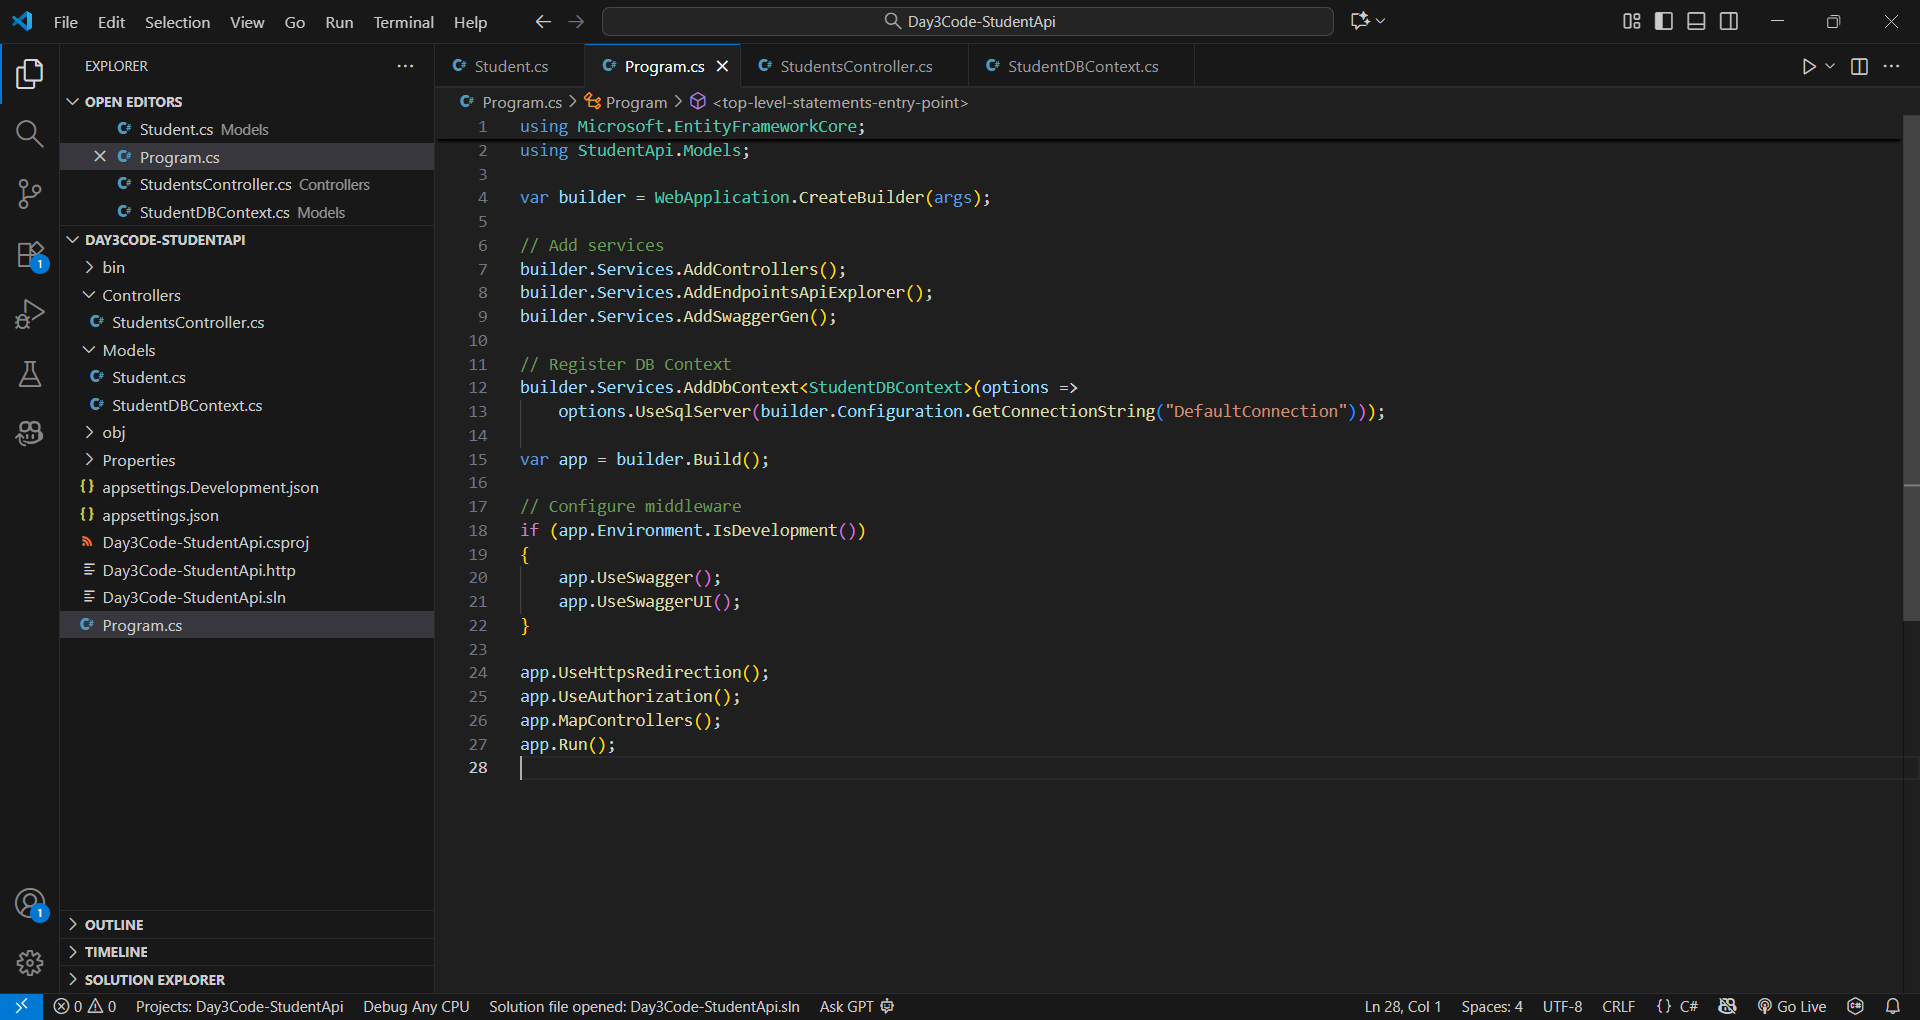 File Edit Selection View Go Run Terminal Help
Day3Code-StudentApi
EXPLORER
OPEN EDITORS
Student.cs Models
Program.cs
StudentsController.cs Controllers
StudentDBContext.cs Models
DAY3CODE-STUDENTAPI
bin
Controllers
StudentsController.cs
Models
Student.cs
StudentDBContext.cs
obj
Properties
appsettings.Development.json
appsettings.json
Day3Code-StudentApi.csproj
Day3Code-StudentApi.http
Day3Code-StudentApi.sln
Program.cs
OUTLINE
TIMELINE
SOLUTION EXPLORER
1
1
Student.cs Program.cs StudentsController.cs StudentDBContext.cs
Program.cs > Program > <top-level-statements-entry-point>
1 using Microsoft.EntityFrameworkCore;
2 using StudentApi.Models;
3
4 var builder = WebApplication.CreateBuilder(args);
5
6 // Add services
7 builder.Services.AddControllers();
8 builder.Services.AddEndpointsApiExplorer();
9 builder.Services.AddSwaggerGen();
10
11 // Register DB Context
12 builder.Services.AddDbContext<StudentDBContext>(options =>
13 options.UseSqlServer(builder.Configuration.GetConnectionString("DefaultConnection")));
14
15 var app = builder.Build();
16
17 // Configure middleware
18 if (app.Environment.IsDevelopment())
19 {
20 app.UseSwagger();
21 app.UseSwaggerUI();
22 }
23
24 app.UseHttpsRedirection();
25 app.UseAuthorization();
26 app.MapControllers();
27 app.Run();
28
0 0 Projects: Day3Code-StudentApi Debug Any CPU Solution file opened: Day3Code-StudentApi.sln Ask GPT Ln 28, Col 1 Spaces: 4 UTF-8 CRLF {} C# Go Live